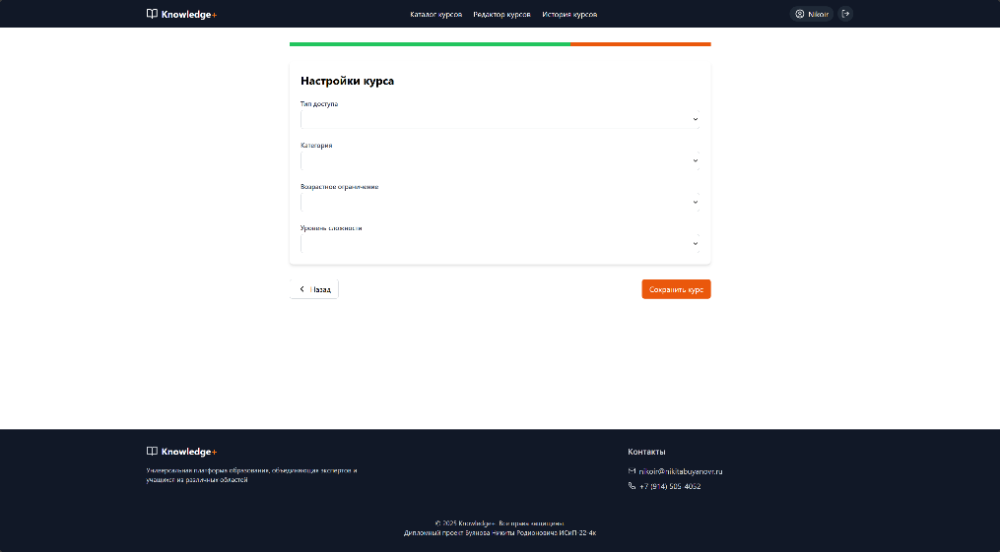 Knowledge+
Каталог курсов Редактор курсов История курсов
Nikoir
Настройки курса
Тип доступа
Категория
Возрастное ограничение
Уровень сложности
Назад
Сохранить курс
Knowledge+
Универсальная платформа образования, объединяющая экспертов и
учащихся из различных областей
Контакты
nikoir@nikitabuyanovr.ru
+7 (914) 505-4052
© 2025 Knowledge+. Все права защищены.
Дипломный проект Буянова Никиты Родионовича ИСиП-22-4к